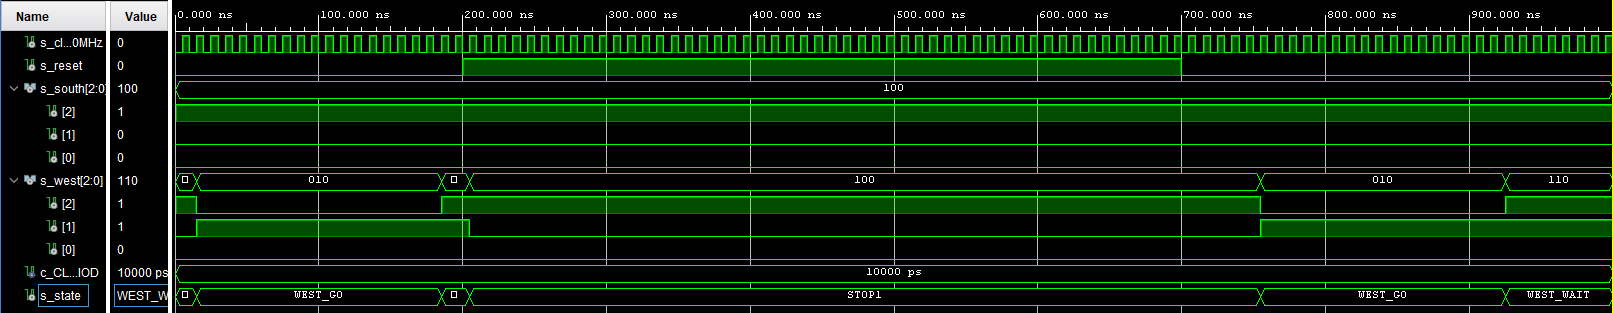 Name Value 0.000 ns 100.000 ns 200.000 ns 300.000 ns 400.000 ns 500.000 ns 600.000 ns 700.000 ns 800.000 ns 900.000 ns
s_cl...0MHz 0
s_reset 0
s_south[2:0] 100 100
[2] 1
[1] 0
[0] 0
s_west[2:0] 110 010 100 010 110
[2] 1
[1] 1
[0] 0
c_CL...IOD 10000 ps 10000 ps
s_state WEST_W WEST_GO STOP1 WEST_GO WEST_WAIT